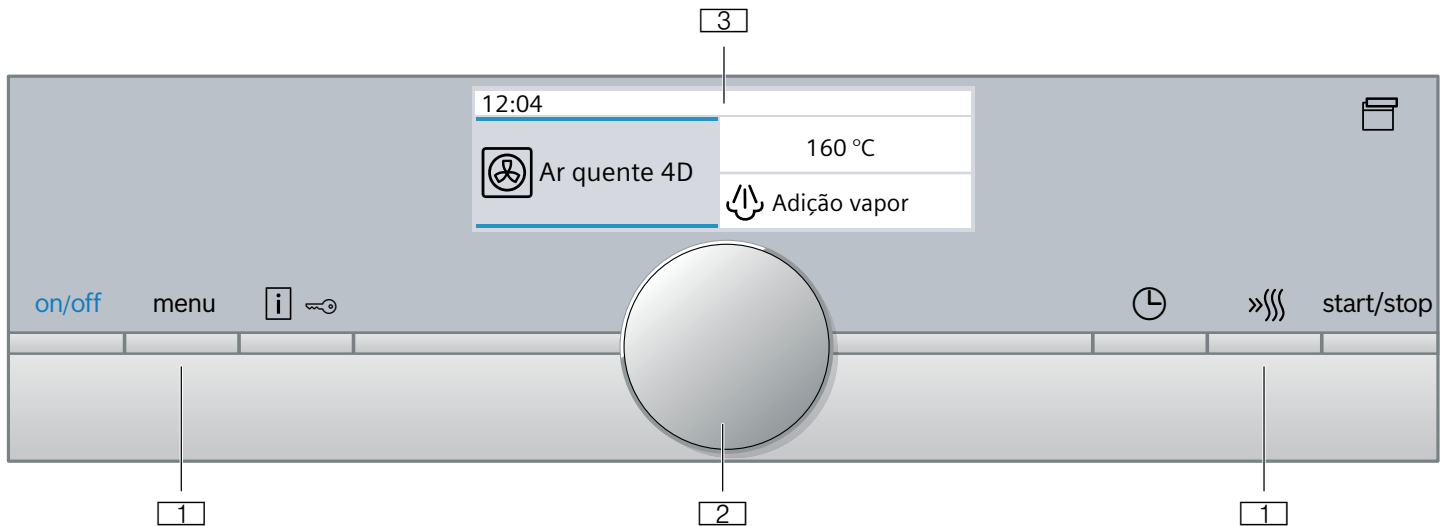 3
12:04
160 °C
Ar quente 4D
Adição vapor
on/off menu i start/stop
1 2 1